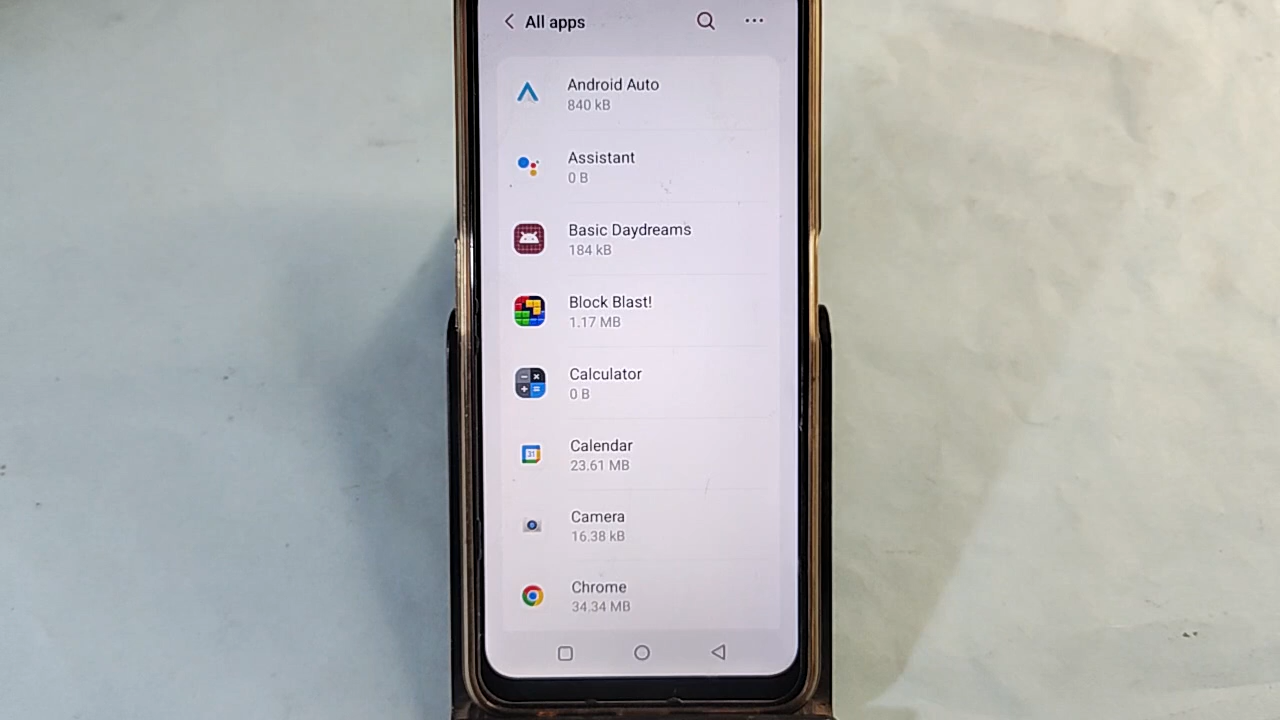 All apps
Android Auto
840 kB
Assistant
0 B
Basic Daydreams
184 kB
Block Blast!
1.17 MB
Calculator
0 B
31
Calendar
23.61 MB
Camera
16.38 kB
Chrome
34.34 MB